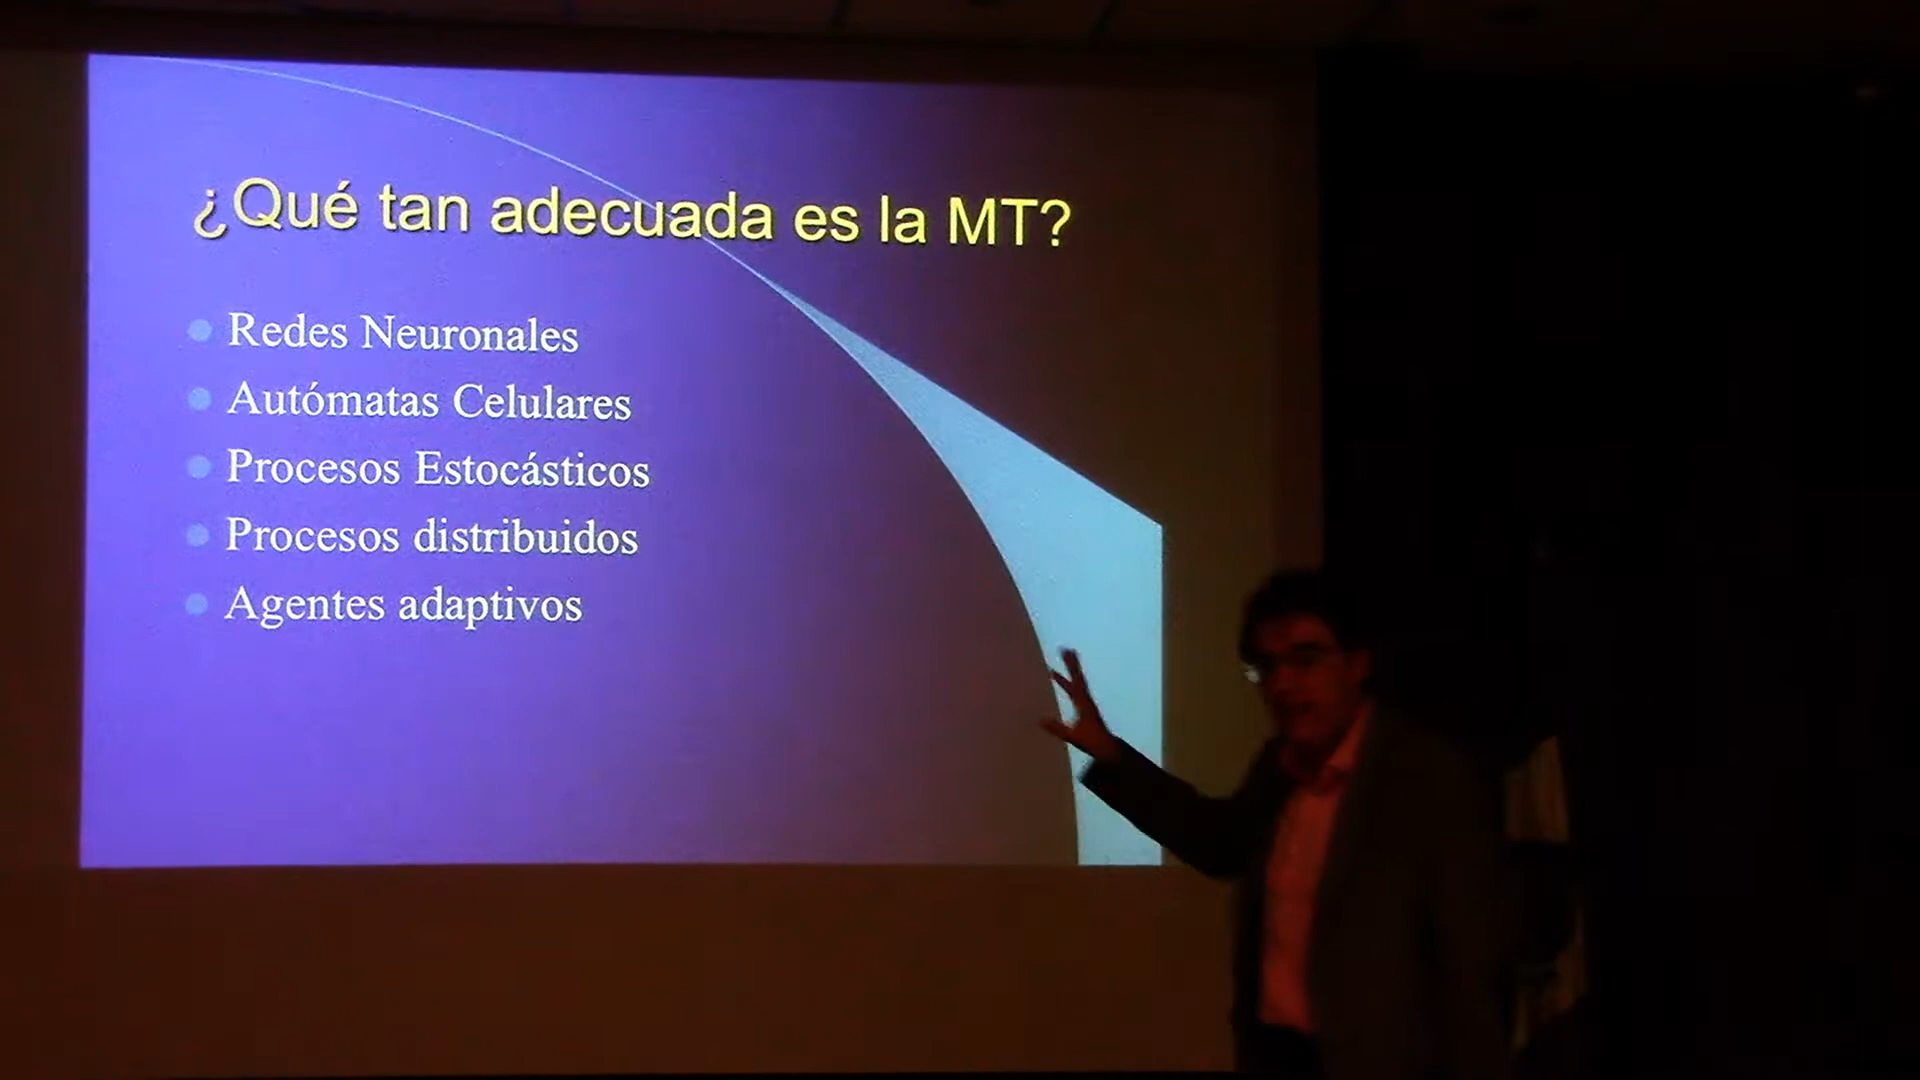 ¿Qué tan adecuada es la MT?
Redes Neuronales
Autómatas Celulares
Procesos Estocásticos
Procesos distribuidos
Agentes adaptivos